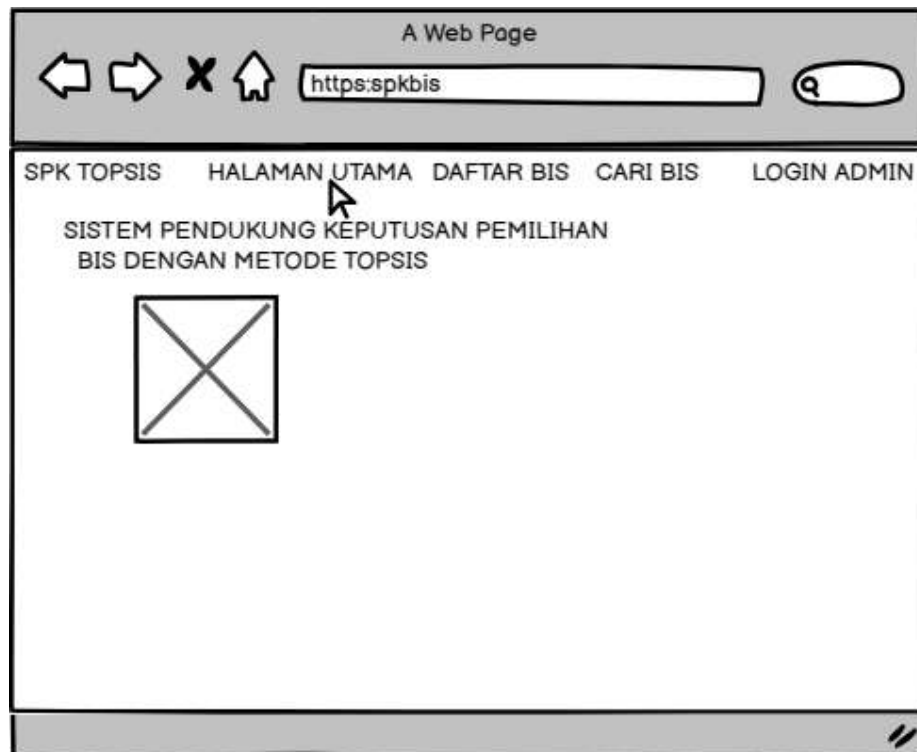 A Web Page
https:spkbis
SPK TOPSIS HALAMAN UTAMA DAFTAR BIS CARI BIS LOGIN ADMIN
SISTEM PENDUKUNG KEPUTUSAN PEMILIHAN
BIS DENGAN METODE TOPSIS